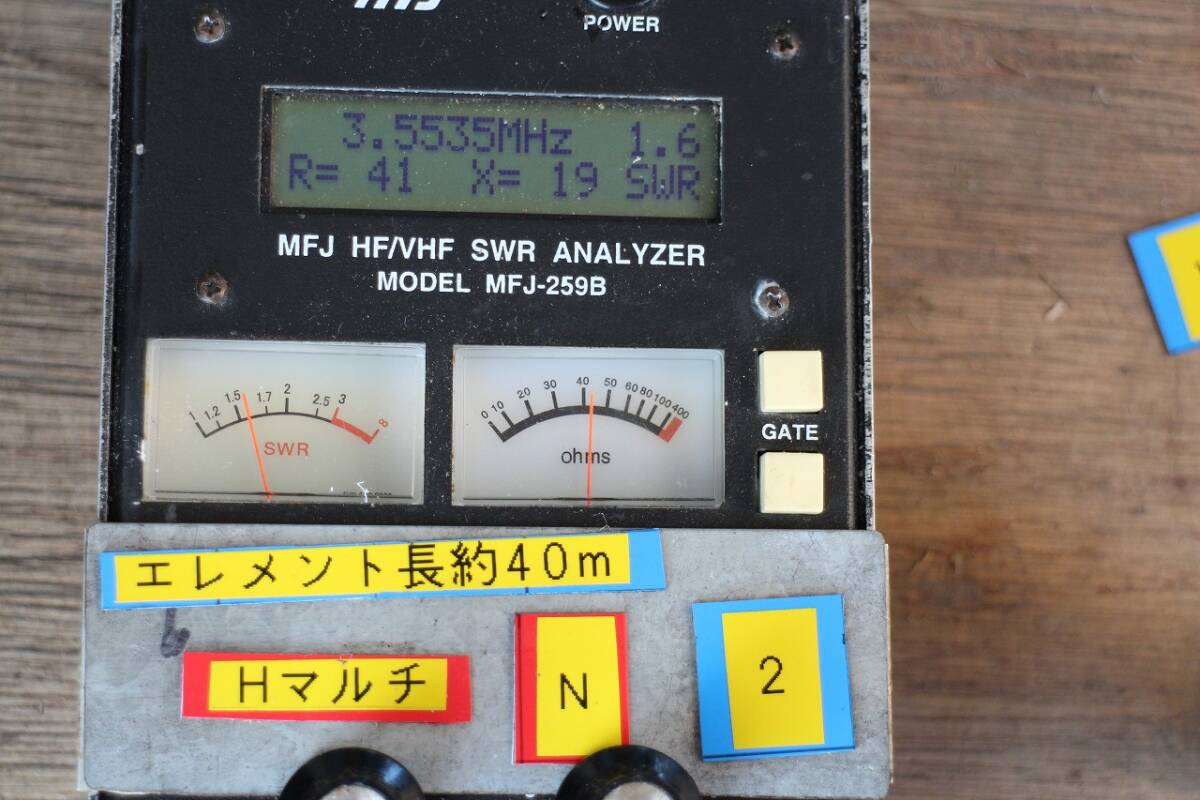 POWER
3.5535MHz 1.6
R= 41 X= 19 SWR
MFJ HF/VHF SWR ANALYZER
MODEL MFJ-259B
1 1.2 1.5 1.7 2 2.5 3 8
SWR
0 10 20 30 40 50 60 80 100 400
ohms
GATE
エレメント長約40m
Hマルチ
N
2